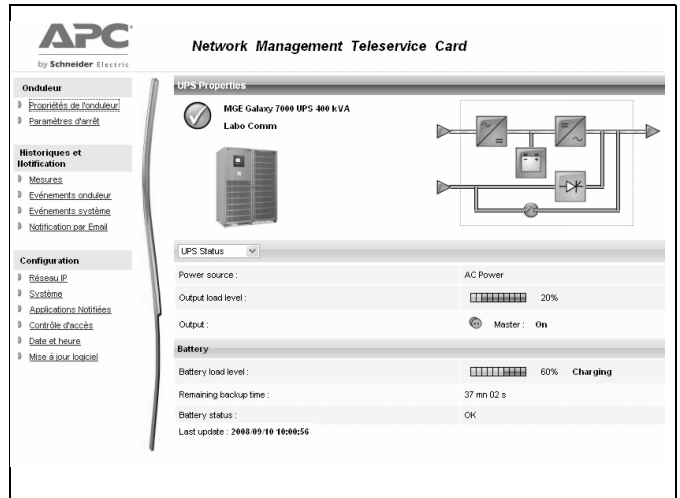 APC
by Schneider Electric
Network Management Teleservice Card
Onduleur
Propriétés de l'onduleur
Paramètres d'arrêt
Historiques et
Notification
Mesures
Evénements onduleur
Evénements système
Notification par Email
Configuration
Réseau IP
Système
Applications Notifiées
Contrôle d'accès
Date et heure
Mise à jour logiciel
UPS Properties
MGE Galaxy 7000 UPS 400 kVA
Labo Comm
UPS Status
Power source : AC Power
Output load level : 20%
Output : Master : On
Battery
Battery load level : 60% Charging
Remaining backup time : 37 mn 02 s
Battery status : OK
Last update : 2008/09/10 10:00:56